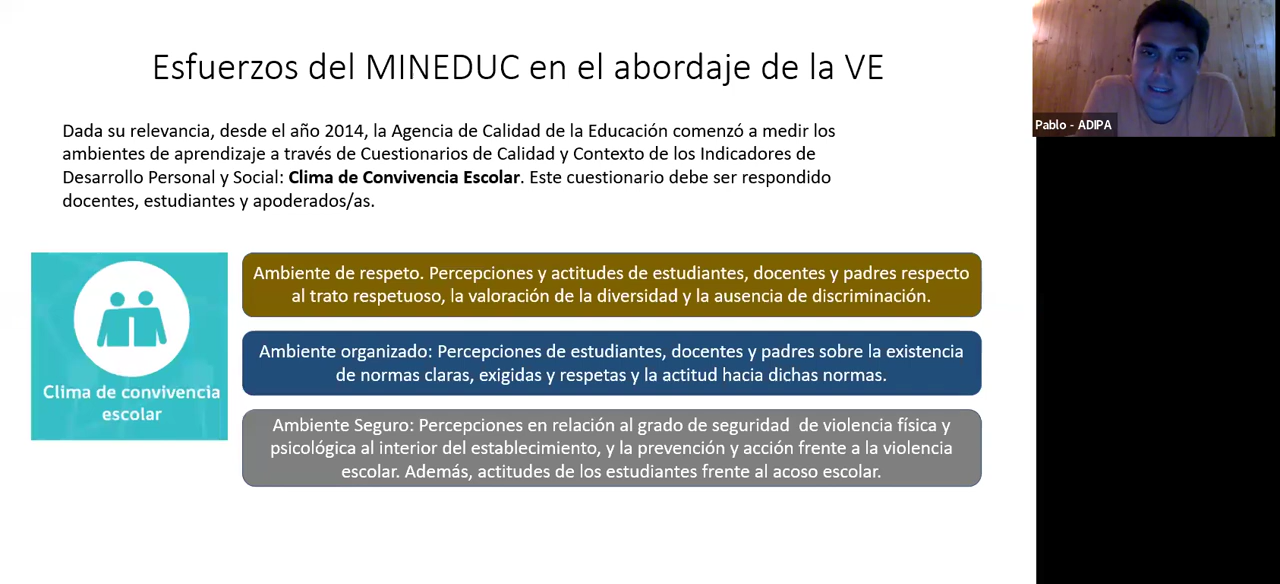 Esfuerzos del MINEDUC en el abordaje de la VE
Dada su relevancia, desde el año 2014, la Agencia de Calidad de la Educación comenzó a medir los
ambientes de aprendizaje a través de Cuestionarios de Calidad y Contexto de los Indicadores de
Desarrollo Personal y Social: Clima de Convivencia Escolar. Este cuestionario debe ser respondido
docentes, estudiantes y apoderados/as.
Clima de convivencia
escolar
Ambiente de respeto. Percepciones y actitudes de estudiantes, docentes y padres respecto
al trato respetuoso, la valoración de la diversidad y la ausencia de discriminación.
Ambiente organizado: Percepciones de estudiantes, docentes y padres sobre la existencia
de normas claras, exigidas y respetas y la actitud hacia dichas normas.
Ambiente Seguro: Percepciones en relación al grado de seguridad  de violencia física y
psicológica al interior del establecimiento, y la prevención y acción frente a la violencia
escolar. Además, actitudes de los estudiantes frente al acoso escolar.
Pablo - ADIPA